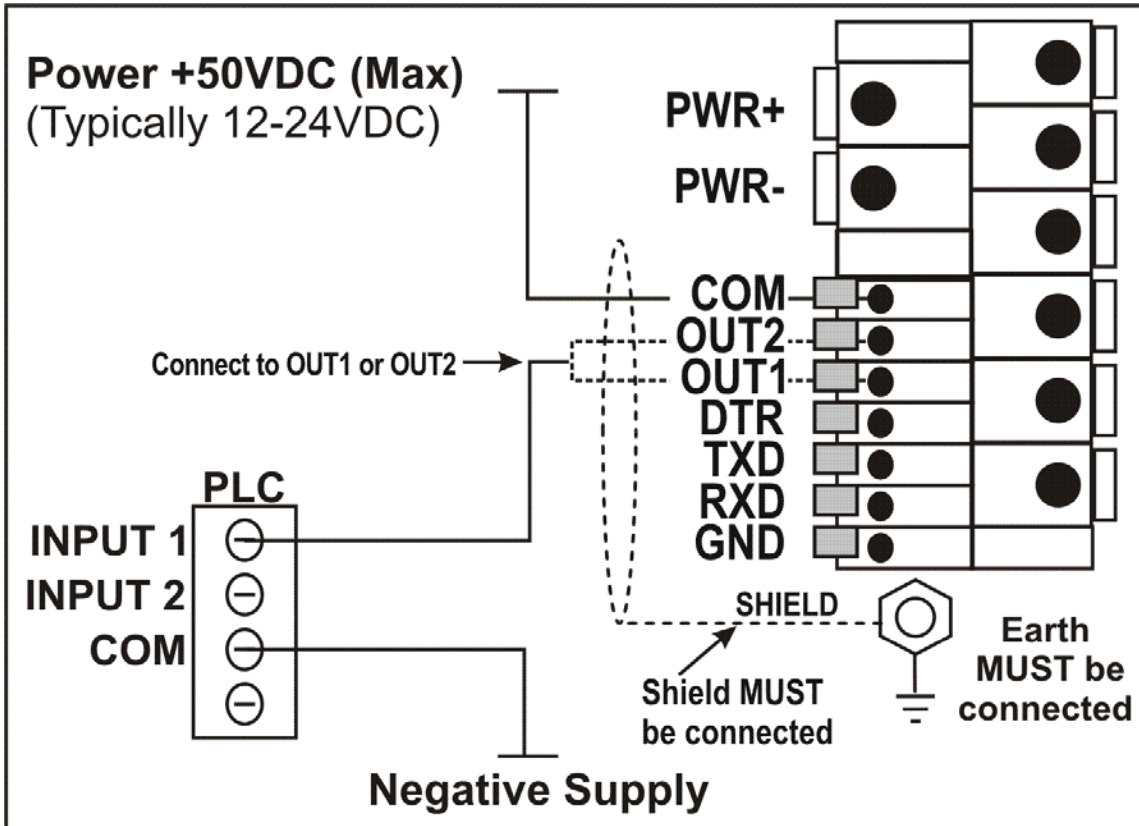 Power +50VDC (Max)
(Typically 12-24VDC)
PWR+
PWR-
COM
OUT2
Connect to OUT1 or OUT2
OUT1
DTR
TXD
RXD
GND
PLC
INPUT 1
INPUT 2
COM
SHIELD
Shield MUST
be connected
Earth
MUST be
connected
Negative Supply